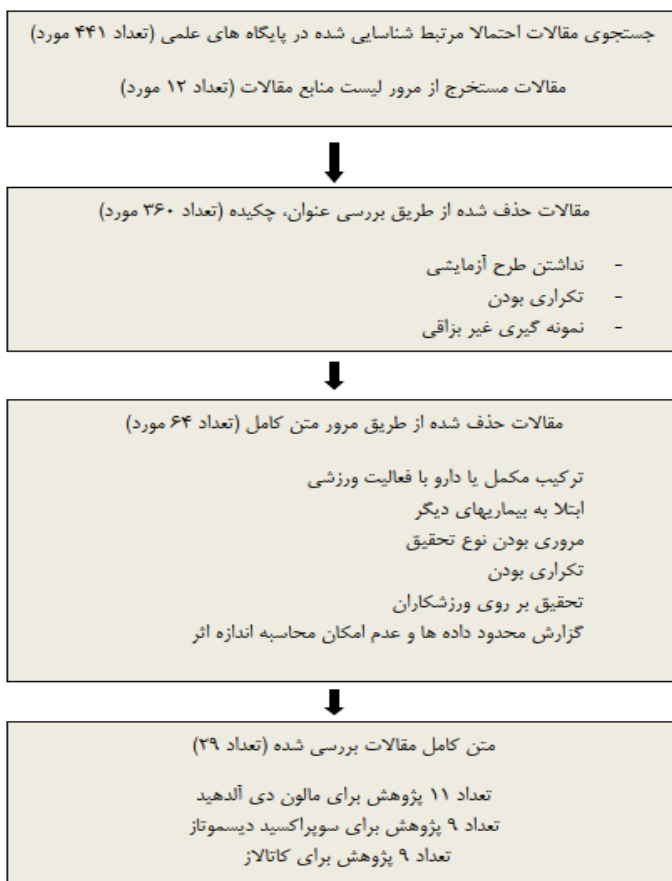 جستجوی مقالات احتمالا مرتبط شناسایی شده در پایگاه های علمی (تعداد ۴۴۱ مورد)
مقالات مستخرج از مرور لیست منابع مقالات (تعداد ۱۲ مورد)
مقالات حذف شده از طریق بررسی عنوان، چکیده (تعداد ۳۶۰ مورد)
- نداشتن طرح آزمایشی
- تکراری بودن
- نمونه گیری غیر بزاقی
مقالات حذف شده از طریق مرور متن کامل (تعداد ۶۴ مورد)
ترکیب مکمل یا دارو با فعالیت ورزشی
ابتلا به بیماریهای دیگر
مروری بودن نوع تحقیق
تکراری بودن
تحقیق بر روی ورزشکاران
گزارش محدود داده ها و عدم امکان محاسبه اندازه اثر
متن کامل مقالات بررسی شده (تعداد ۲۹)
تعداد ۱۱ پژوهش برای مالون دی آلدهید
تعداد ۹ پژوهش برای سوپراکسید دیسموتاز
تعداد ۹ پژوهش برای کاتالاز